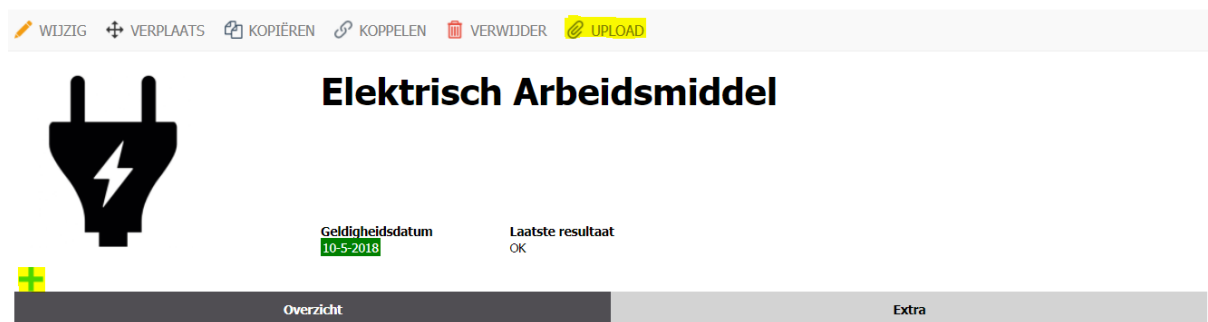 WIJZIG VERPLAATS KOPIËREN KOPPELEN VERWIJDER UPLOAD
Elektrisch Arbeidsmiddel
Geldigheidsdatum Laatste resultaat
10-5-2018 OK
Overzicht Extra